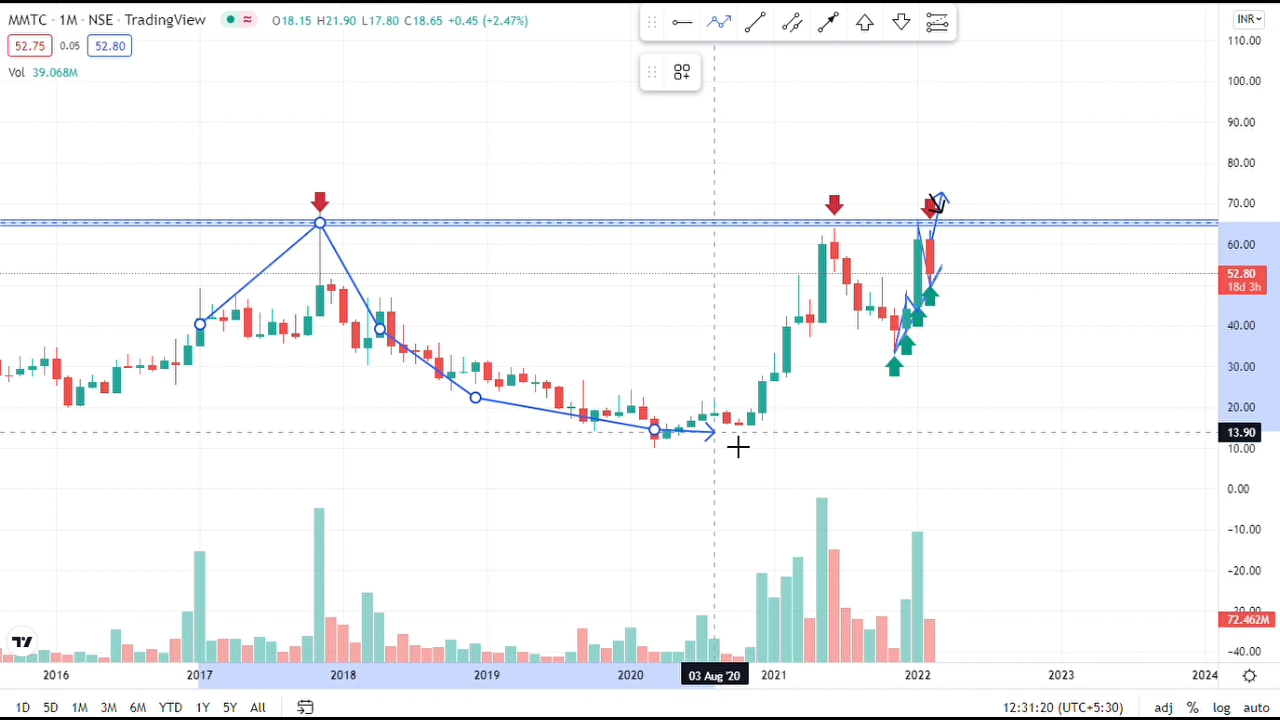 MMTC · 1M · NSE · TradingView O18.15 H21.90 L17.80 C18.65 +0.45 (+2.47%)
INR
52.75 0.05 52.80
Vol 39.068M
110.00
100.00
90.00
80.00
70.00
60.00
52.80
18d 3h
40.00
30.00
20.00
13.90
10.00
0.00
−10.00
−20.00
72.462M
−40.00
2016 2017 2018 2019 2020 03 Aug '20 2021 2022 2023 2024
1D 5D 1M 3M 6M YTD 1Y 5Y All 12:31:20 (UTC+5:30) adj % log auto